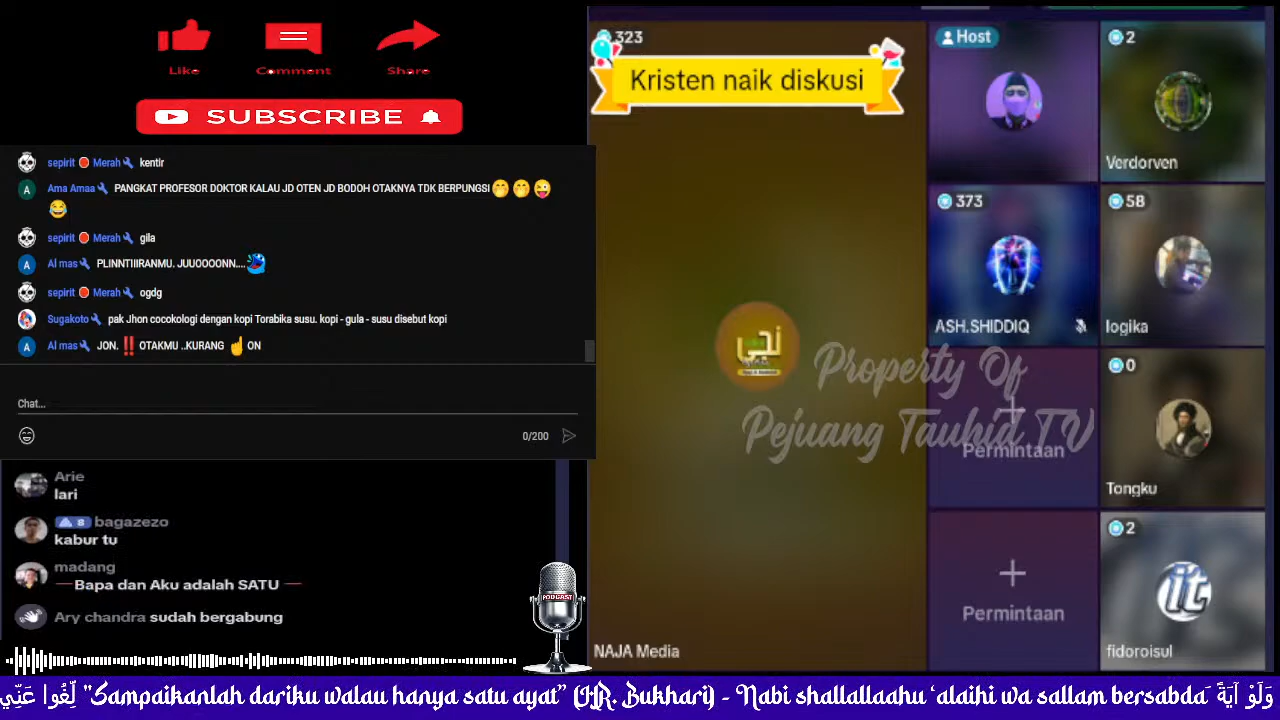 Like
Comment
Share
SUBSCRIBE
sepirit 🔴 Merah kentir
A Ama Amaa PANGKAT PROFESOR DOKTOR KALAU JD OTEN JD BODOH OTAKNYA TDK BERPUNGSI 🤭 🤭 😜
😂
sepirit 🔴 Merah gila
A Al mas PLINNTIIIRANMU. JUUOOOONN....
sepirit 🔴 Merah ogdg
Sugakoto pak Jhon cocokologi dengan kopi Torabika susu. kopi - gula - susu disebut kopi
A Al mas JON. ‼️ OTAKMU ..KURANG ☝️ ON
Chat...
0/200
Arie
lari
8 bagazezo
kabur tu
madang
Bapa dan Aku adalah SATU
Ary chandra sudah bergabung
PODCAST
323
Kristen naik diskusi
نجى
NAJA Media
Host
2
Verdorven
373
ASH.SHIDDIQ
58
logika
Property Of
Pejuang Tauhid TV
Permintaan
0
Tongku
Permintaan
2
it
fidoroisul
لِّغُوا عَنِّي "Sampaikanlah dariku walau hanya satu ayat” (H.R. Bukhari) - Nabi shallallaahu ‘alaihi wa sallam bersabda وَلَوْ آيَةً